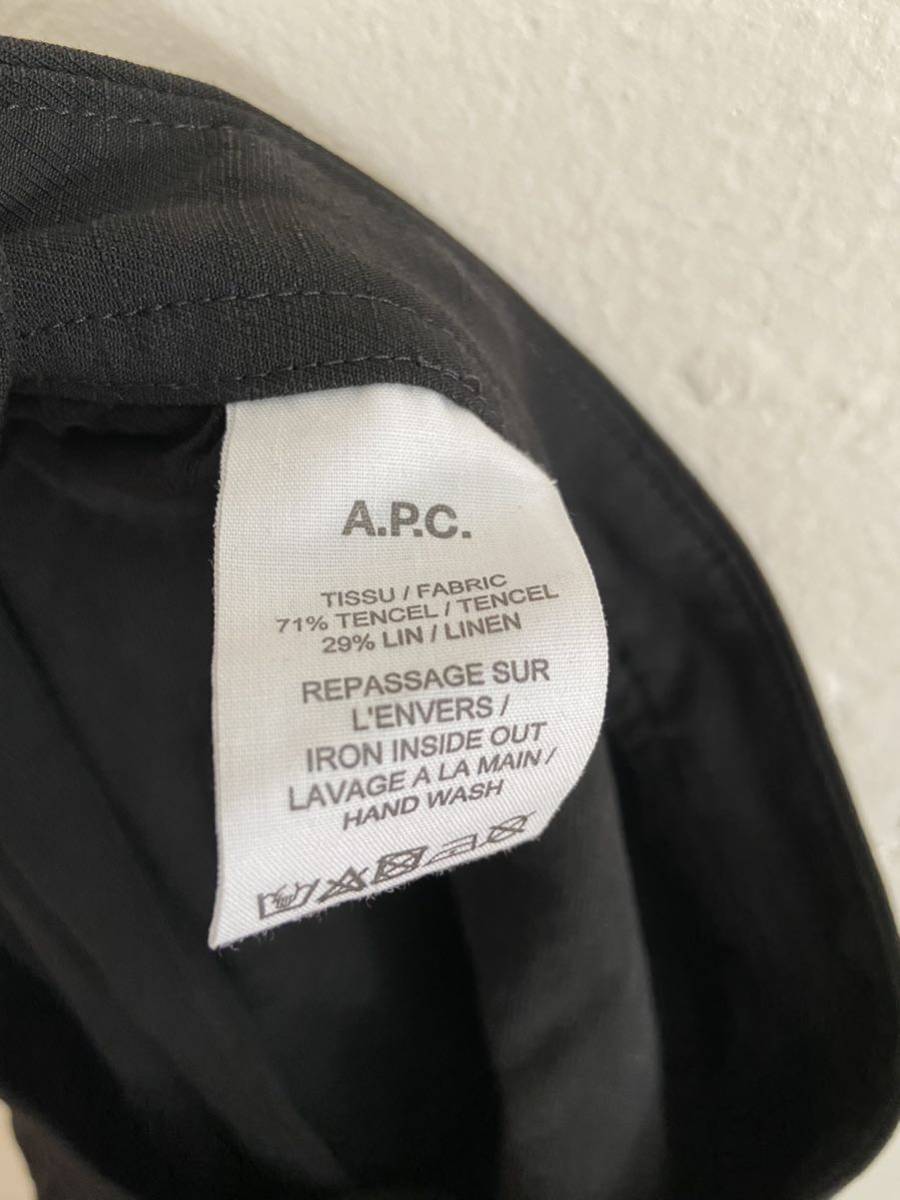 A.P.C.
TISSU / FABRIC
71% TENCEL / TENCEL
29% LIN / LINEN
REPASSAGE SUR
L'ENVERS /
IRON INSIDE OUT
LAVAGE A LA MAIN /
HAND WASH